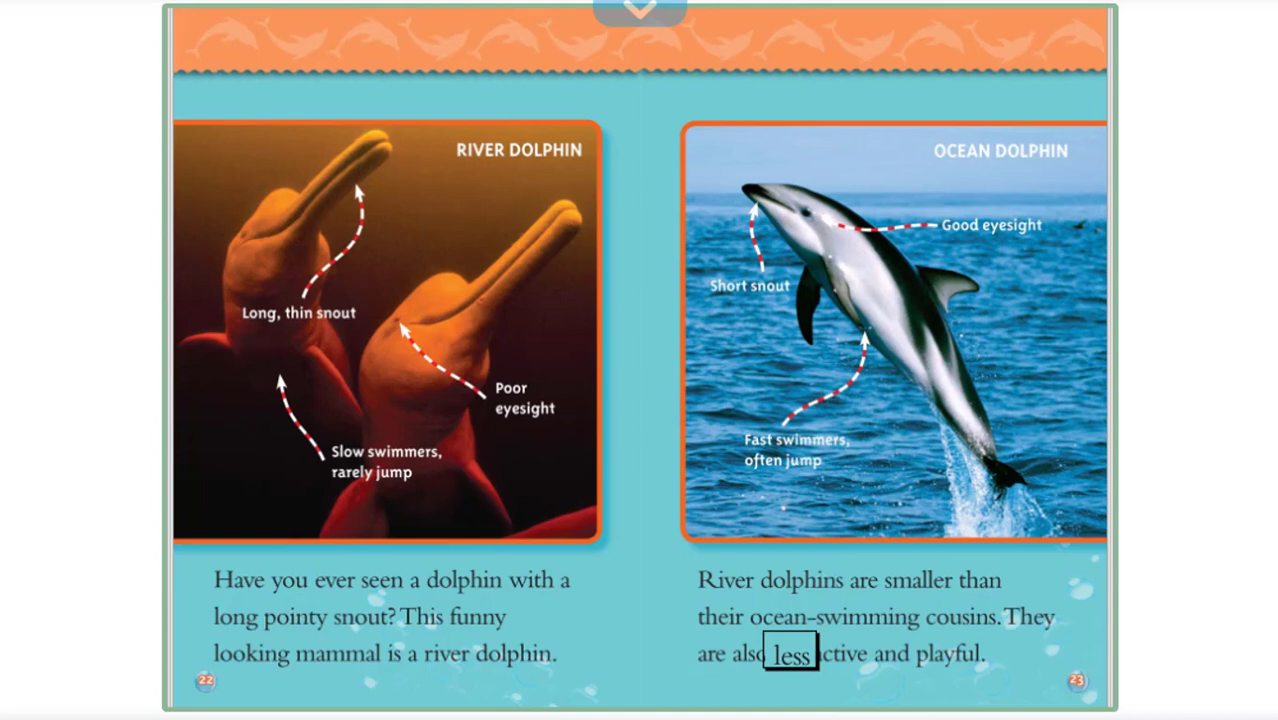 RIVER DOLPHIN
Long, thin snout
Poor
eyesight
Slow swimmers,
rarely jump
Have you ever seen a dolphin with a
long pointy snout? This funny
looking mammal is a river dolphin.
22
OCEAN DOLPHIN
Good eyesight
Short snout
Fast swimmers,
often jump
River dolphins are smaller than
their ocean-swimming cousins. They
are also less active and playful.
23